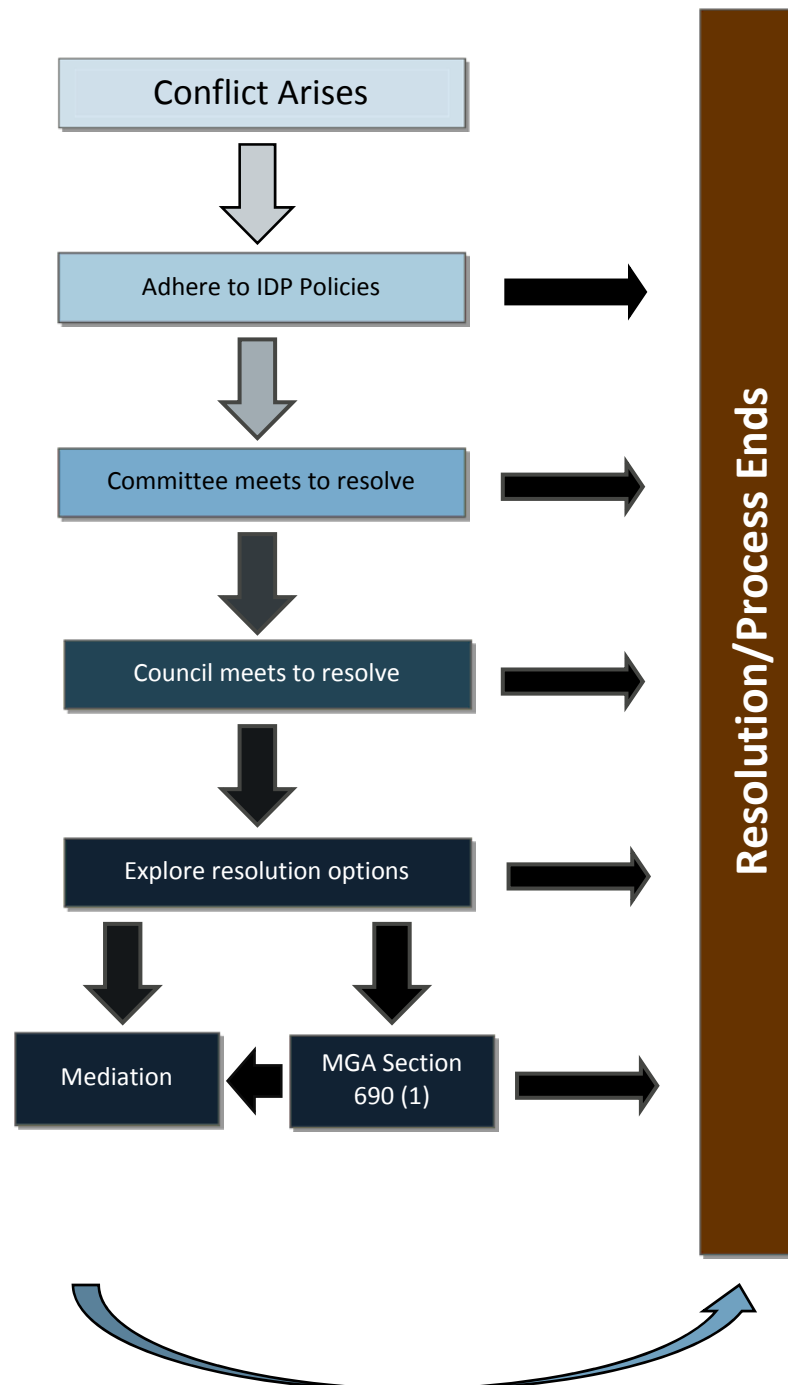 Conflict Arises
Adhere to IDP Policies
Committee meets to resolve
Council meets to resolve
Explore resolution options
Mediation
MGA Section
690 (1)
Resolution/Process Ends